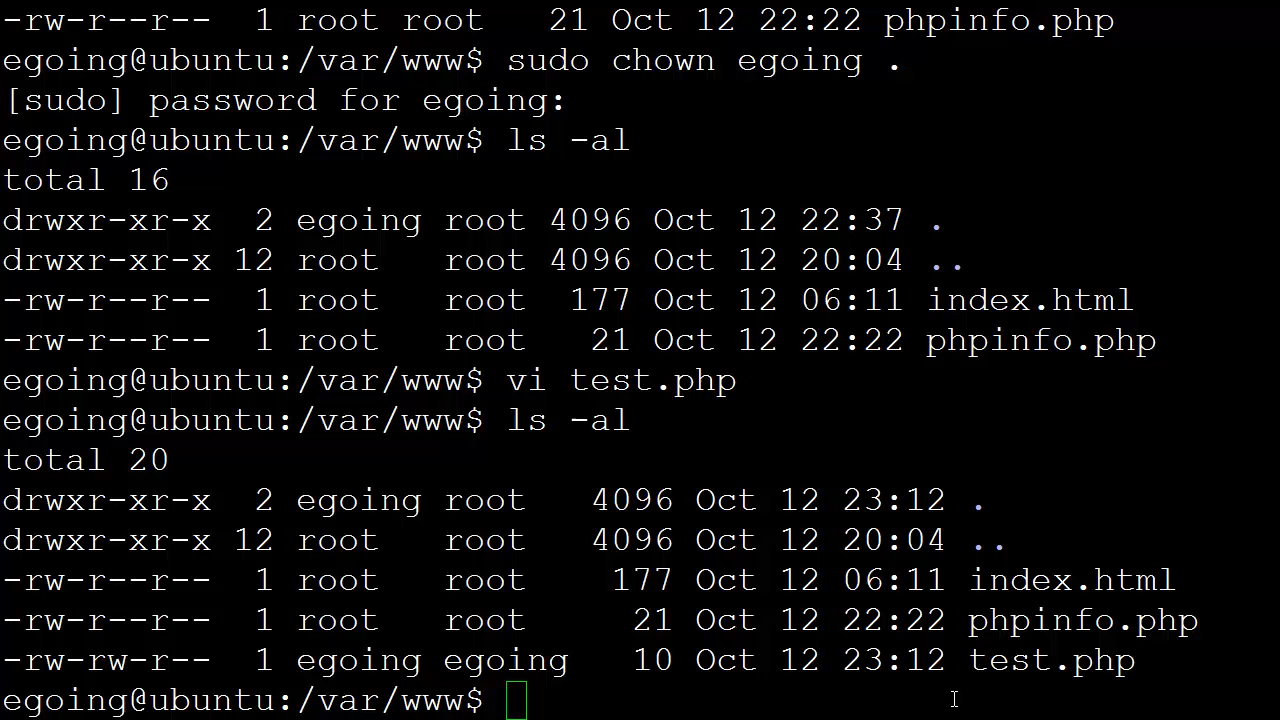 -rw-r--r--  1 root root   21 Oct 12 22:22 phpinfo.php
egoing@ubuntu:/var/www$ sudo chown egoing .
[sudo] password for egoing:
egoing@ubuntu:/var/www$ ls -al
total 16
drwxr-xr-x  2 egoing root 4096 Oct 12 22:37 .
drwxr-xr-x 12 root   root 4096 Oct 12 20:04 ..
-rw-r--r--  1 root   root  177 Oct 12 06:11 index.html
-rw-r--r--  1 root   root   21 Oct 12 22:22 phpinfo.php
egoing@ubuntu:/var/www$ vi test.php
egoing@ubuntu:/var/www$ ls -al
total 20
drwxr-xr-x  2 egoing root   4096 Oct 12 23:12 .
drwxr-xr-x 12 root   root   4096 Oct 12 20:04 ..
-rw-r--r--  1 root   root    177 Oct 12 06:11 index.html
-rw-r--r--  1 root   root     21 Oct 12 22:22 phpinfo.php
-rw-rw-r--  1 egoing egoing   10 Oct 12 23:12 test.php
egoing@ubuntu:/var/www$